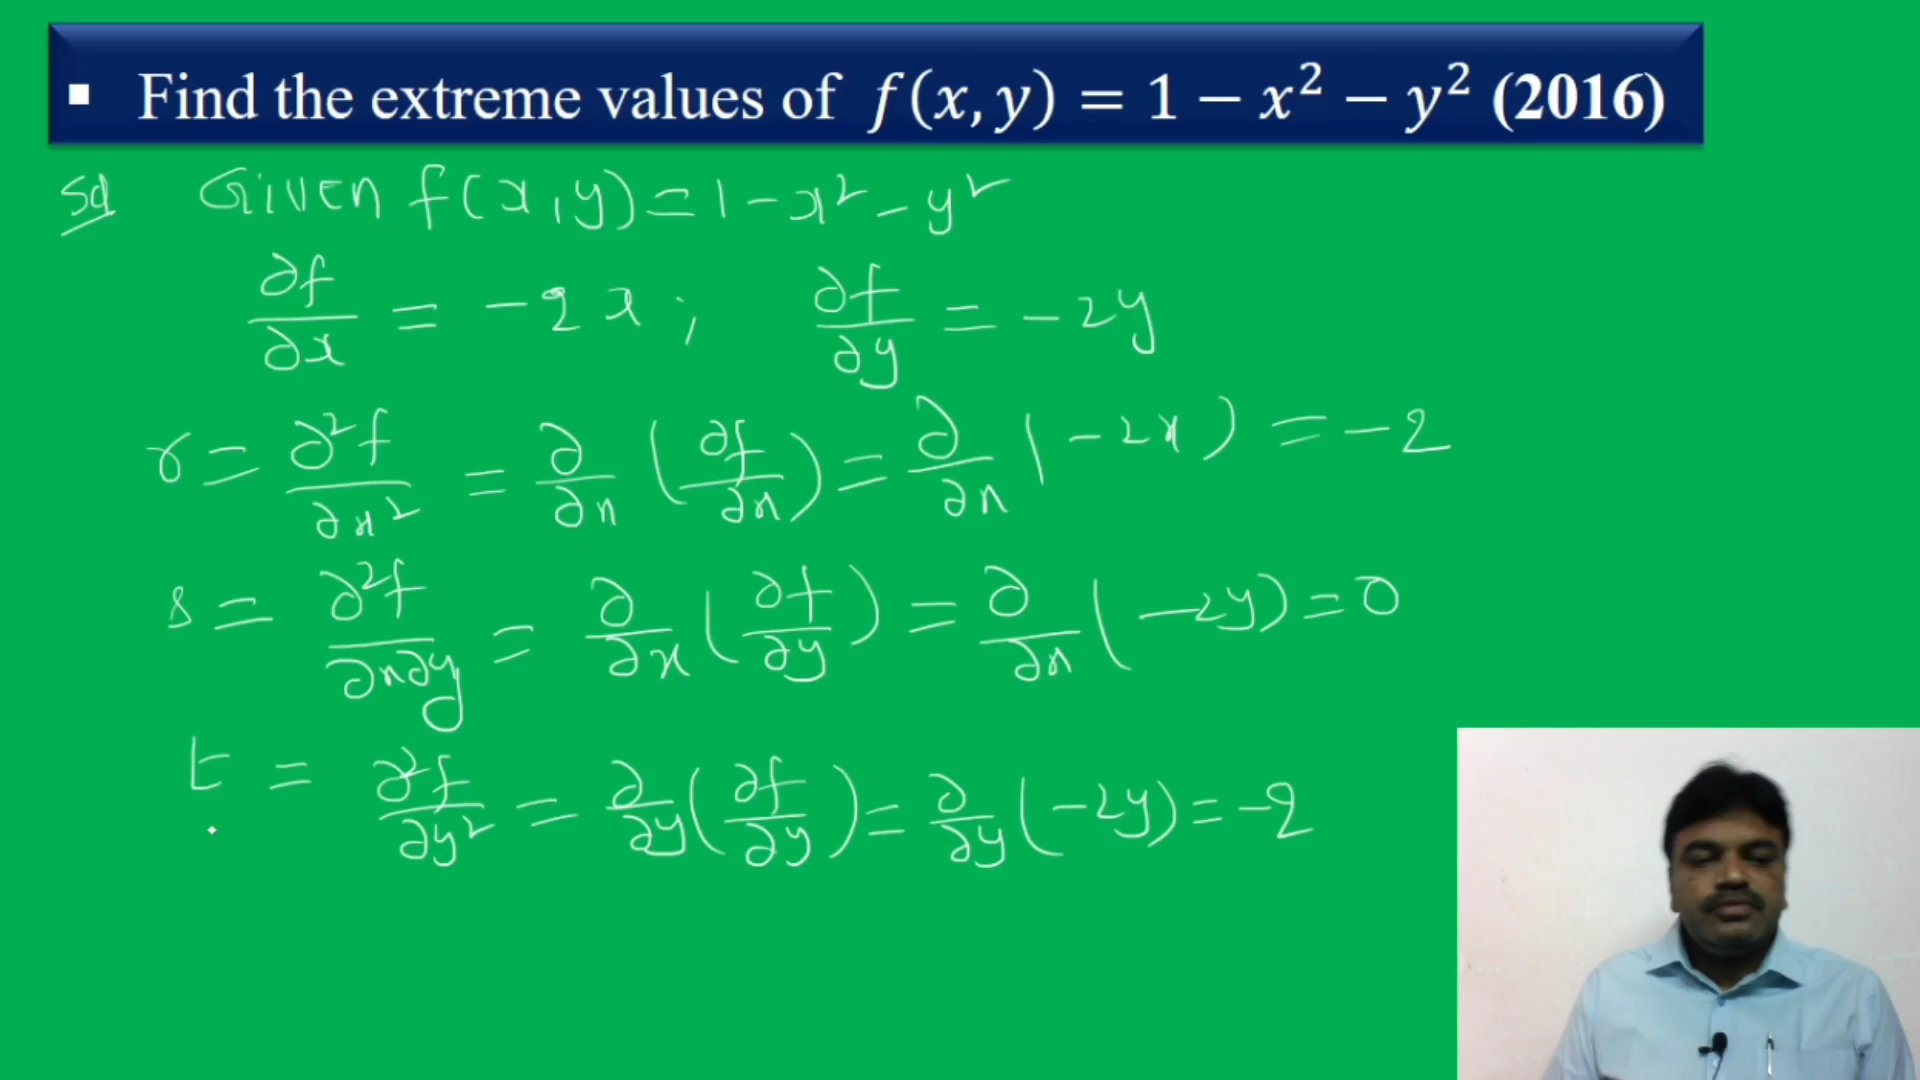 ▪ Find the extreme values of f(x, y) = 1 − x² − y² (2016)
Sol Given f(x,y) = 1 - x² - y²
∂f/∂x = -2x ; ∂f/∂y = -2y
r = ∂²f/∂x² = ∂/∂x (∂f/∂x) = ∂/∂x (-2x) = -2
s = ∂²f/∂x∂y = ∂/∂x (∂f/∂y) = ∂/∂x (-2y) = 0
t = ∂²f/∂y² = ∂/∂y (∂f/∂y) = ∂/∂y (-2y) = -2